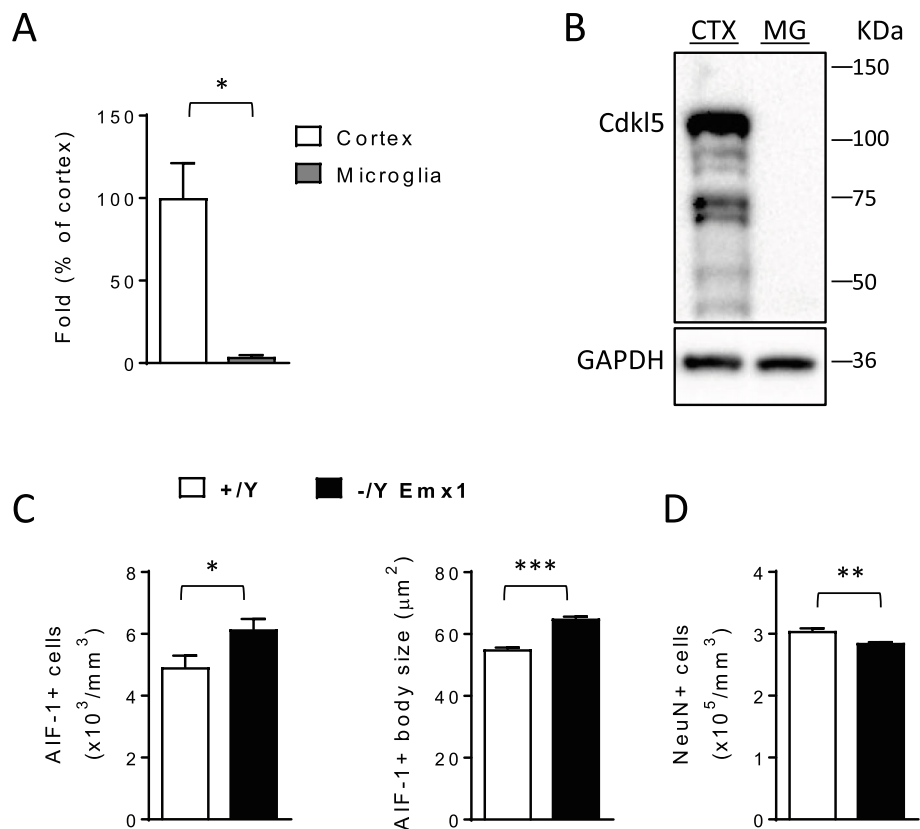 A
*
150
100
50
0
Fold (% of cortex)
Cortex
Microglia
B
CTX MG KDa
Cdkl5
150
100
75
50
GAPDH
36
+/Y -/Y Emx1
C
*
8
6
4
2
0
AIF-1+ cells
(x10³/mm³)
***
80
60
40
20
0
AIF-1+ body size (µm²)
D
**
4
3
2
1
0
NeuN+ cells
(x10⁵/mm³)